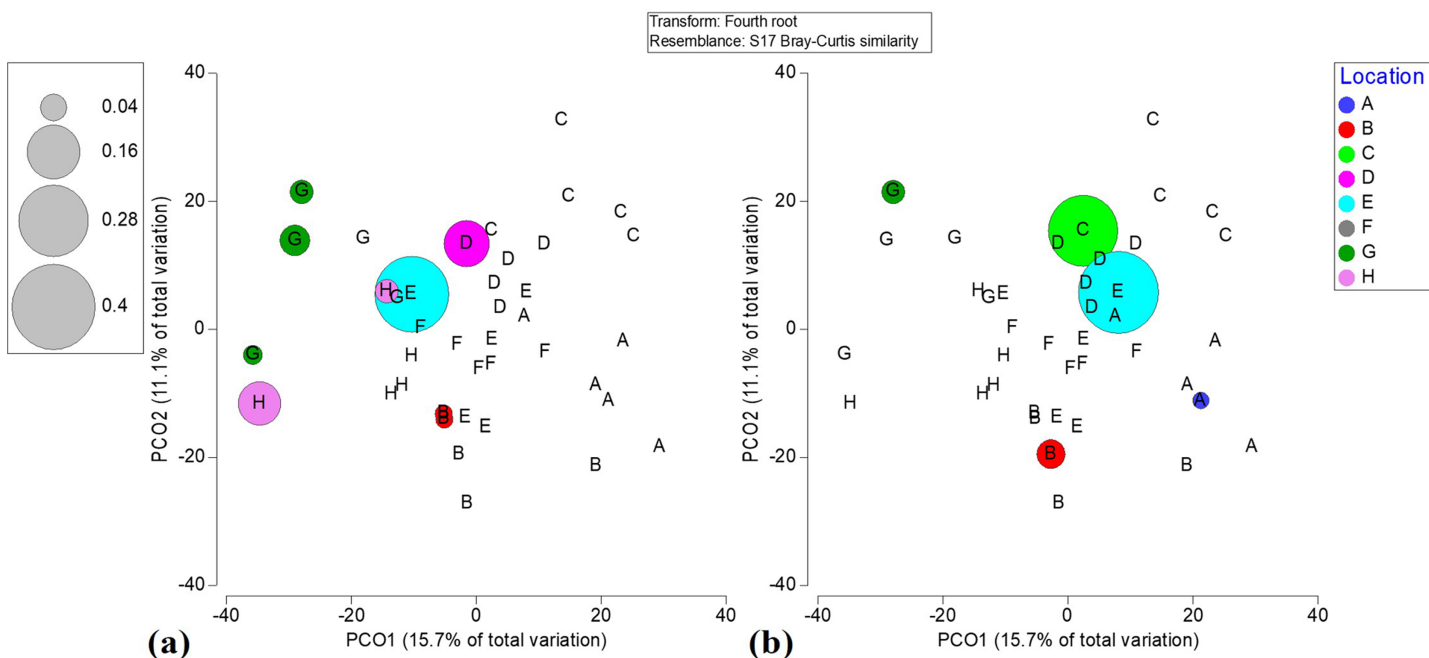 Transform: Fourth root
Resemblance: S17 Bray-Curtis similarity
0.04
0.16
0.28
0.4
40
20
0
-20
-40
PCO2 (11.1% of total variation)
C
G
C
C
G
G
C
D
C
D
D
D
H
G
E
E
D
F
A
G
H
F
E
F
F
A
F
H
H
A
H
B
B
E
A
E
B
B
A
B
-40
-20
0
20
40
PCO1 (15.7% of total variation)
(a)
40
20
0
-20
-40
PCO2 (11.1% of total variation)
C
G
C
C
G
G
C
D
C
D
D
D
H
G
E
E
D
F
A
G
H
F
E
F
F
A
F
H
H
A
H
B
B
E
A
E
B
B
A
B
-40
-20
0
20
40
PCO1 (15.7% of total variation)
(b)
Location
A
B
C
D
E
F
G
H